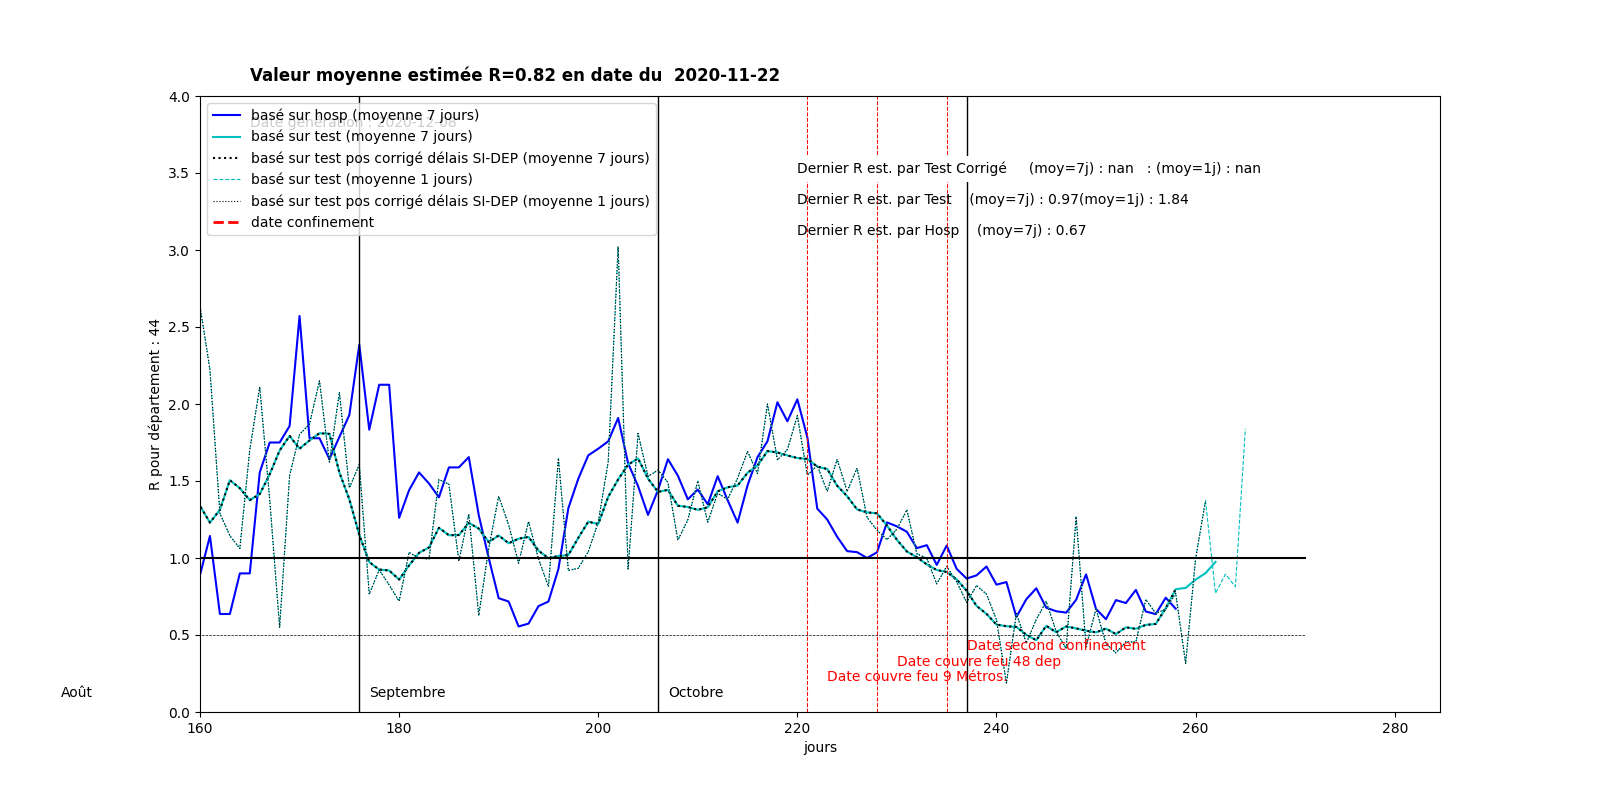 Valeur moyenne estimée R=0.82 en date du  2020-11-22
Date génération : 2020-12-08
basé sur hosp (moyenne 7 jours)
basé sur test (moyenne 7 jours)
basé sur test pos corrigé délais SI-DEP (moyenne 7 jours)
basé sur test (moyenne 1 jours)
basé sur test pos corrigé délais SI-DEP (moyenne 1 jours)
date confinement
Dernier R est. par Test Corrigé     (moy=7j) : nan   : (moy=1j) : nan
Dernier R est. par Test    (moy=7j) : 0.97(moy=1j) : 1.84
Dernier R est. par Hosp    (moy=7j) : 0.67
R pour département : 44
4.0
3.5
3.0
2.5
2.0
1.5
1.0
0.5
0.0
Date second confinement
Date couvre feu 48 dep
Date couvre feu 9 Métros
Août
Septembre
Octobre
160
180
200
220
240
260
280
jours